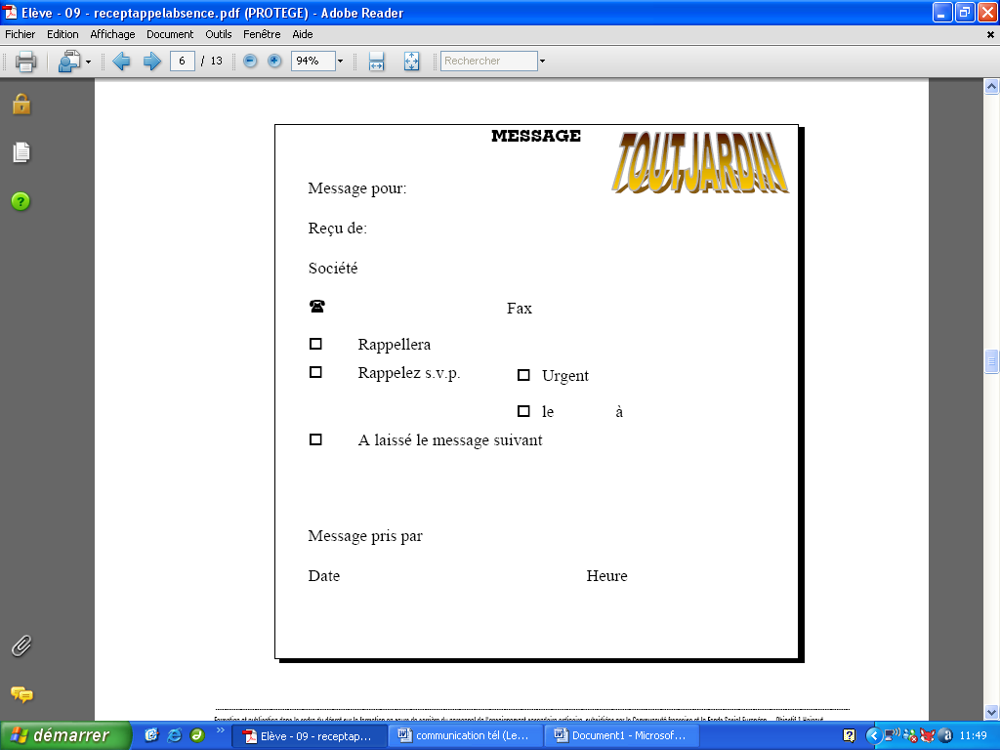 Elève - 09 - receptappelabsence.pdf (PROTEGE) - Adobe Reader
Fichier Edition Affichage Document Outils Fenêtre Aide
6 / 13 94% Rechercher
MESSAGE
TOUTJARDIN
Message pour:
Reçu de:
Société
Fax
Rappellera
Rappelez s.v.p.
Urgent
le à
A laissé le message suivant
Message pris par
Date Heure
démarrer
Elève - 09 - receptap...
communication tél (Le...
Document1 - Microsof...
11:49